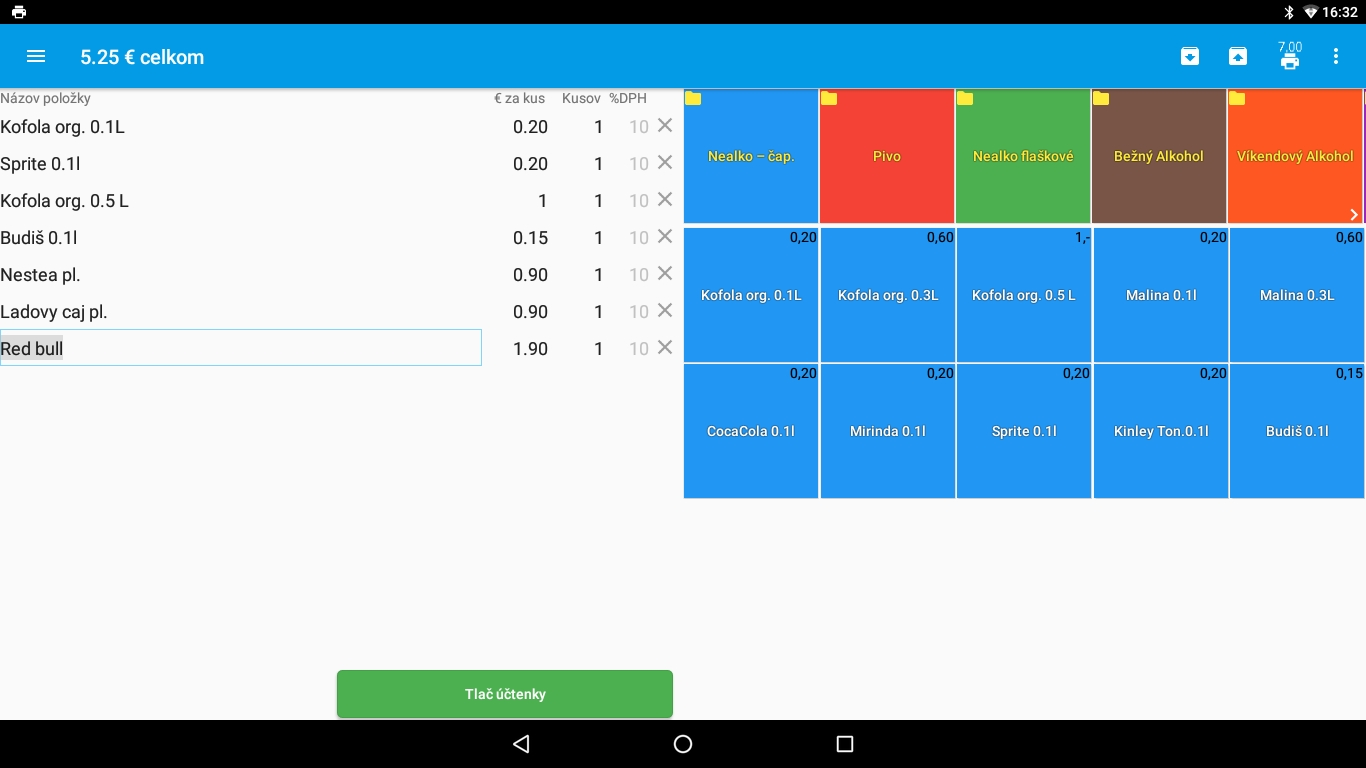 16:32
5.25 € celkom
7.00
Názov položky € za kus Kusov %DPH
Kofola org. 0.1L 0.20 1 10
Sprite 0.1l 0.20 1 10
Kofola org. 0.5 L 1 1 10
Budiš 0.1l 0.15 1 10
Nestea pl. 0.90 1 10
Ladovy caj pl. 0.90 1 10
Red bull 1.90 1 10
Tlač účtenky
Nealko – čap. Pivo Nealko flaškové Bežný Alkohol Víkendový Alkohol
0,20 0,60 1,- 0,20 0,60
Kofola org. 0.1L Kofola org. 0.3L Kofola org. 0.5 L Malina 0.1l Malina 0.3L
0,20 0,20 0,20 0,20 0,15
CocaCola 0.1l Mirinda 0.1l Sprite 0.1l Kinley Ton.0.1l Budiš 0.1l